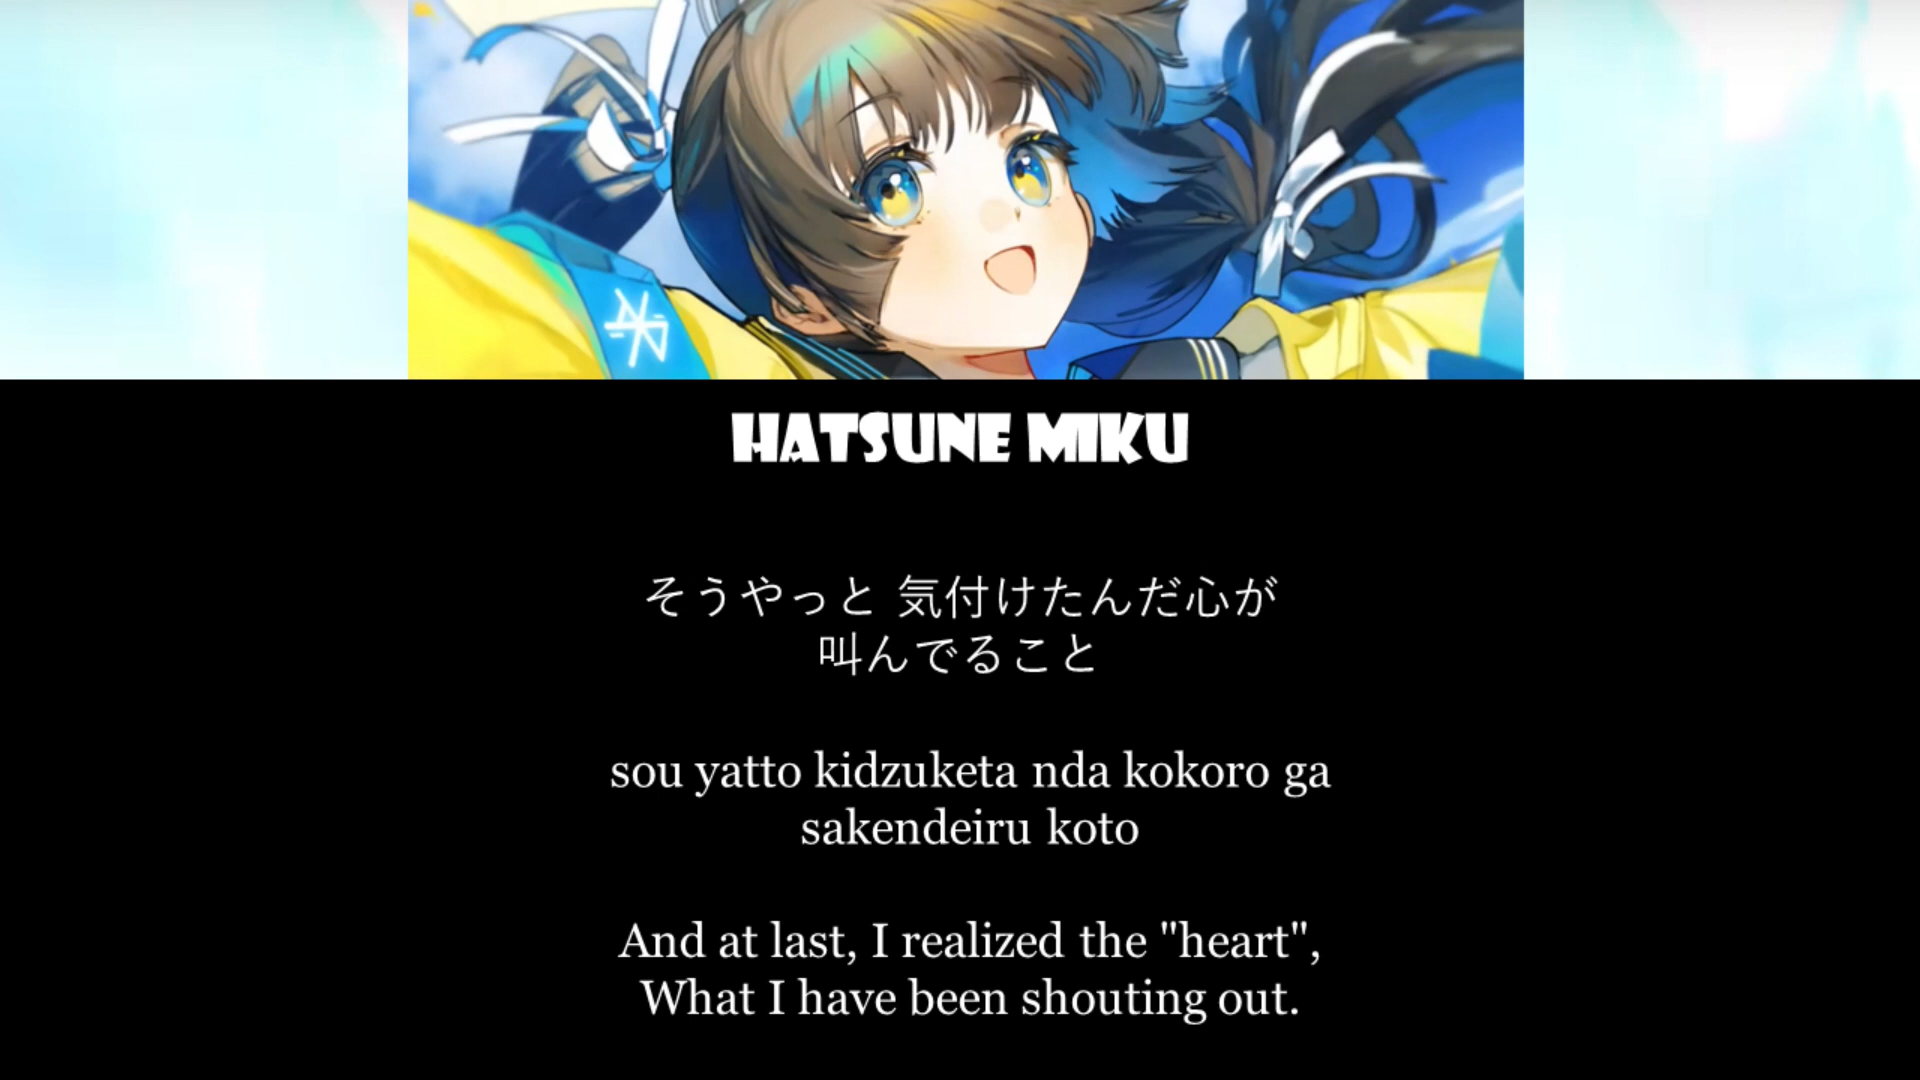 HATSUNE MIKU
そうやっと 気付けたんだ心が
叫んでること
sou yatto kidzuketa nda kokoro ga
sakendeiru koto
And at last, I realized the "heart",
What I have been shouting out.